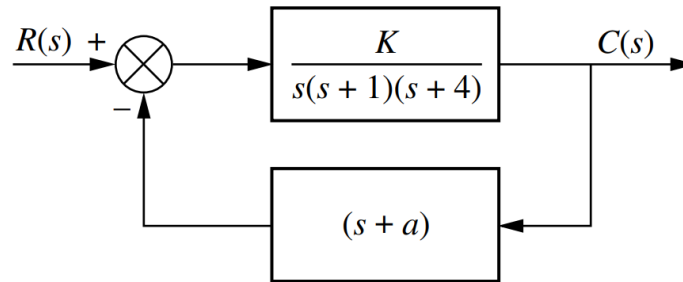 R(s) + K C(s)
s(s + 1)(s + 4)
−
(s + a)